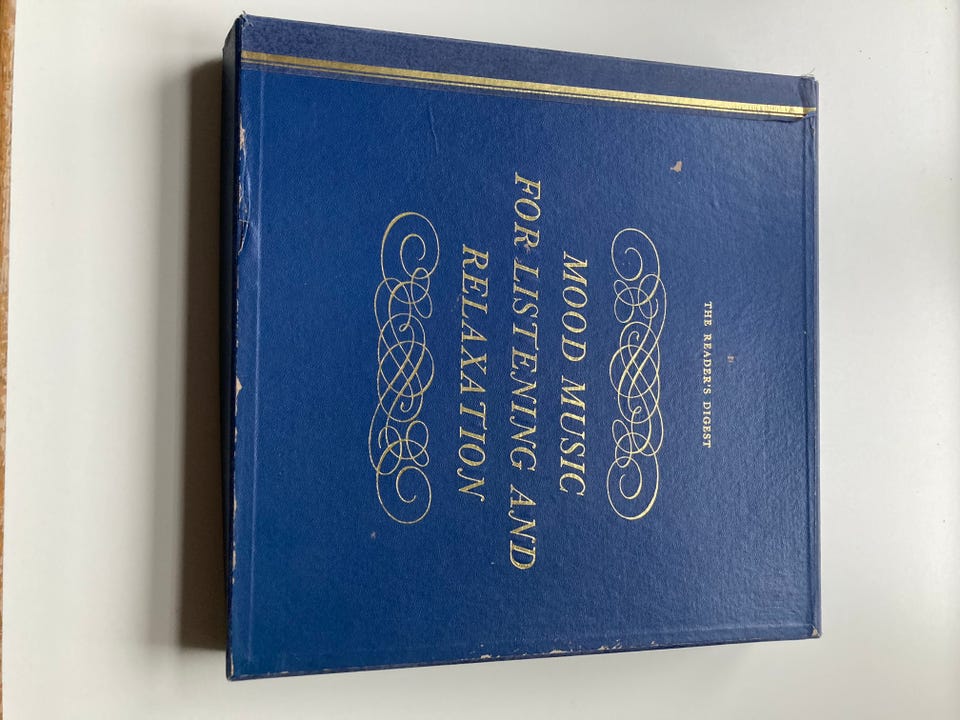 THE READER'S DIGEST
MOOD MUSIC
FOR LISTENING AND
RELAXATION